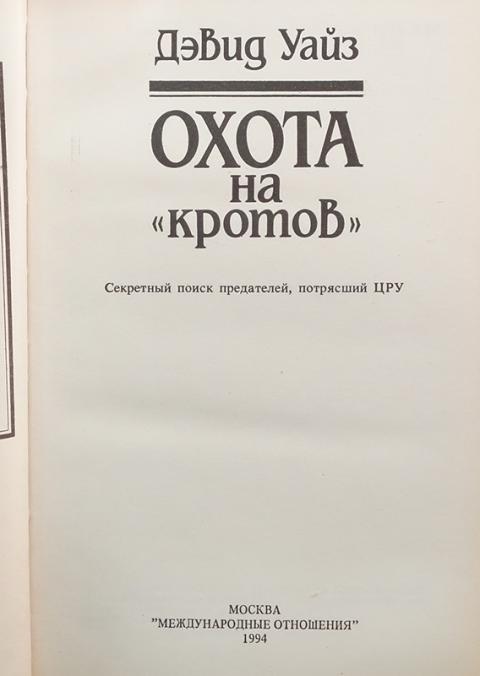 Дэвид Уайз
ОХОТА
на
«кротов»
Секретный поиск предателей, потрясший ЦРУ
МОСКВА
"МЕЖДУНАРОДНЫЕ ОТНОШЕНИЯ"
1994